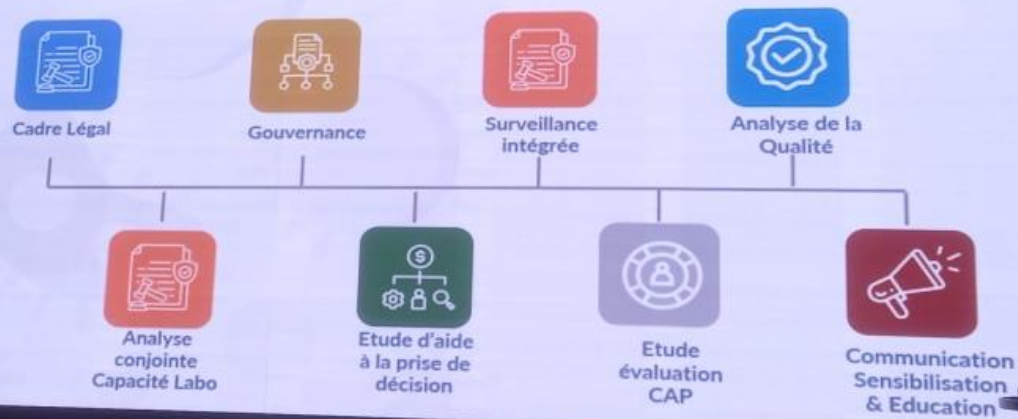 Cadre Légal
Gouvernance
Surveillance
intégrée
Analyse de la
Qualité
Analyse
conjointe
Capacité Labo
Etude d'aide
à la prise de
décision
Etude
évaluation
CAP
Communication
Sensibilisation
& Education
$